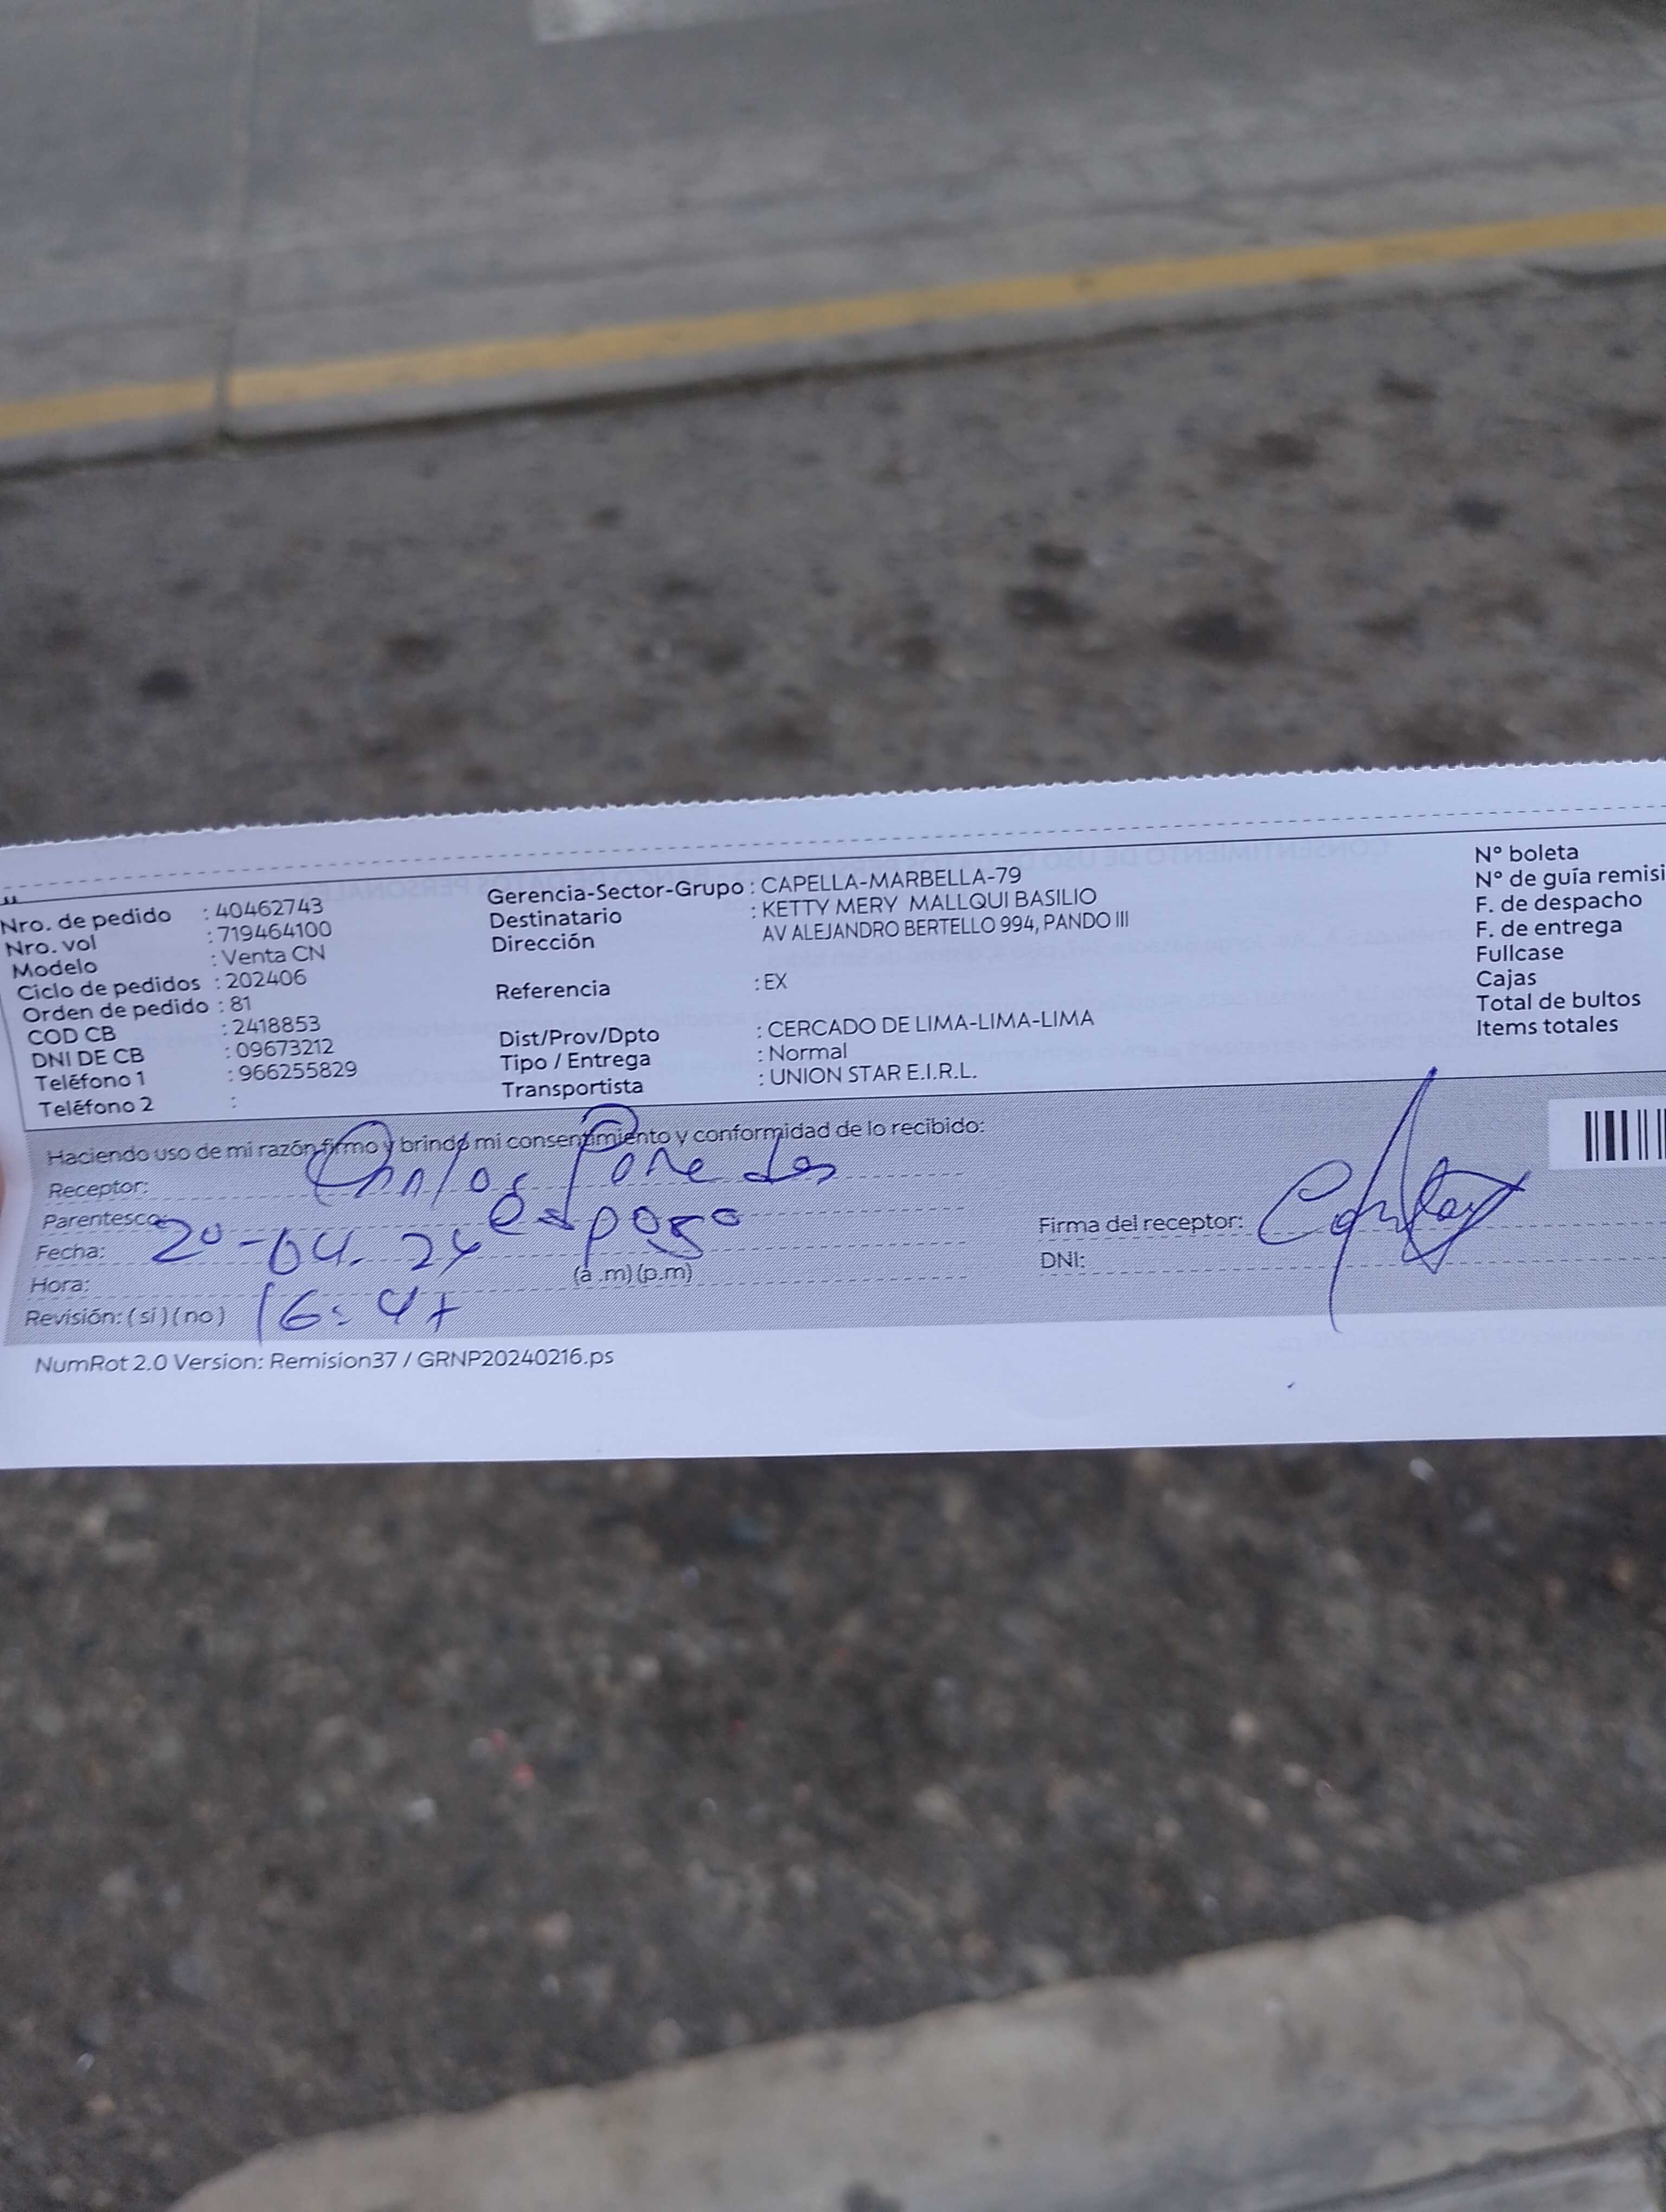 Nro. de pedido : 40462743
Nro. vol : 719464100
Modelo : Venta CN
Ciclo de pedidos : 202406
Orden de pedido : 81
COD CB : 2418853
DNI DE CB : 09673212
Teléfono 1 : 966255829
Teléfono 2 :
Gerencia-Sector-Grupo : CAPELLA-MARBELLA-79
Destinatario : KETTY MERY MALLQUI BASILIO
Dirección AV ALEJANDRO BERTELLO 994, PANDO III
Referencia : EX
Dist/Prov/Dpto : CERCADO DE LIMA-LIMA-LIMA
Tipo / Entrega : Normal
Transportista : UNION STAR E.I.R.L.
N° boleta
N° de guía remisi
F. de despacho
F. de entrega
Fullcase
Cajas
Total de bultos
Items totales
Haciendo uso de mi razón firmo y brindo mi consentimiento y conformidad de lo recibido:
Receptor: Carlos Paredes
Parentesco: esposo
Fecha: 20-04-24
Hora: (a.m)(p.m)
Revisión: (si)(no) 16:47
Firma del receptor:
DNI:
NumRot 2.0 Version: Remision37 / GRNP20240216.ps